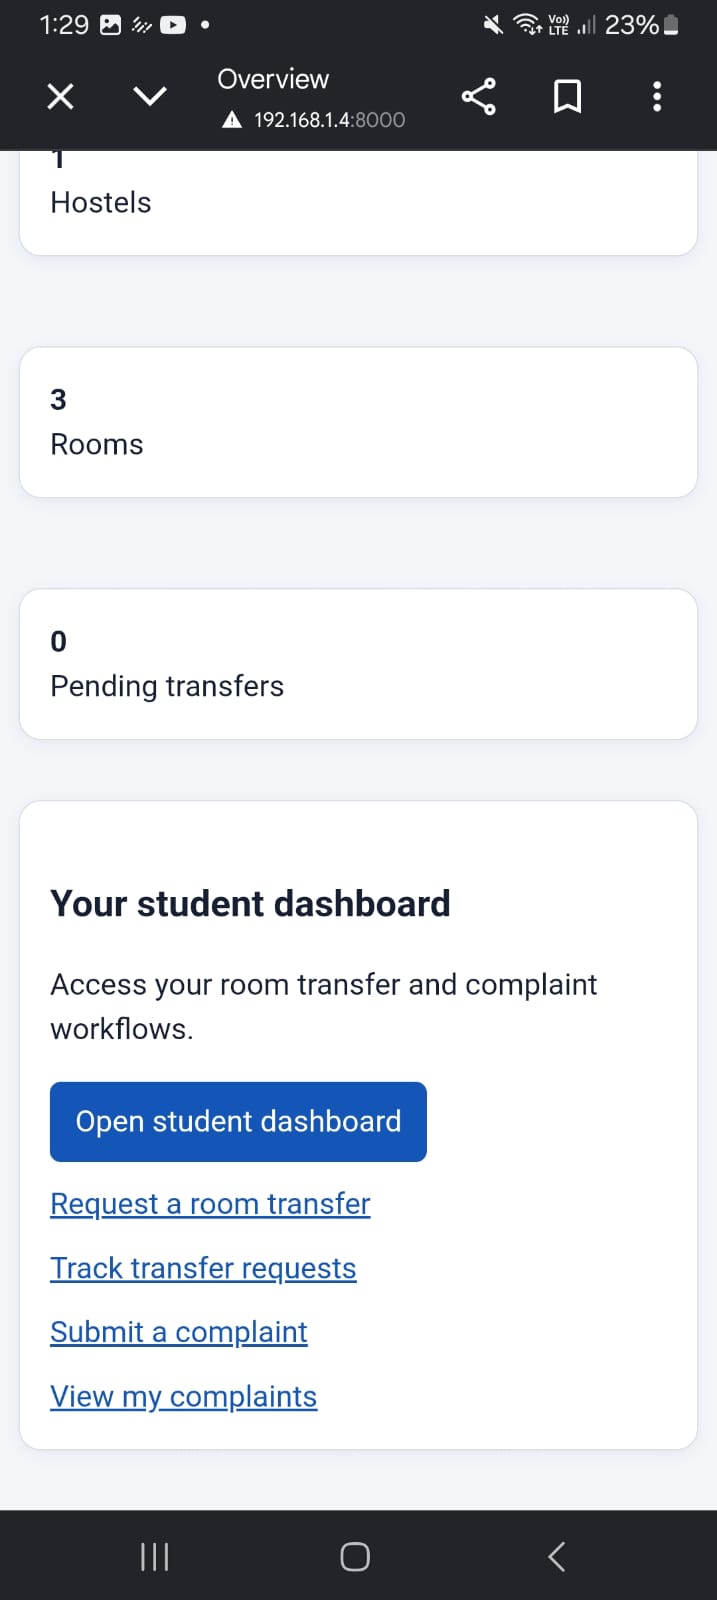 1:29
Vo)) LTE
23%
Overview
192.168.1.4:8000
1
Hostels
3
Rooms
0
Pending transfers
Your student dashboard
Access your room transfer and complaint
workflows.
Open student dashboard
Request a room transfer
Track transfer requests
Submit a complaint
View my complaints